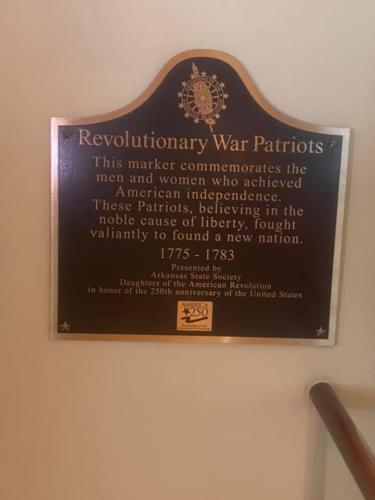 Revolutionary War Patriots
This marker commemorates the
men and women who achieved
American independence.
These Patriots, believing in the
noble cause of liberty, fought
valiantly to found a new nation.
1775 - 1783
Presented by
Arkansas State Society
Daughters of the American Revolution
in honor of the 250th anniversary of the United States
AMERICA
250